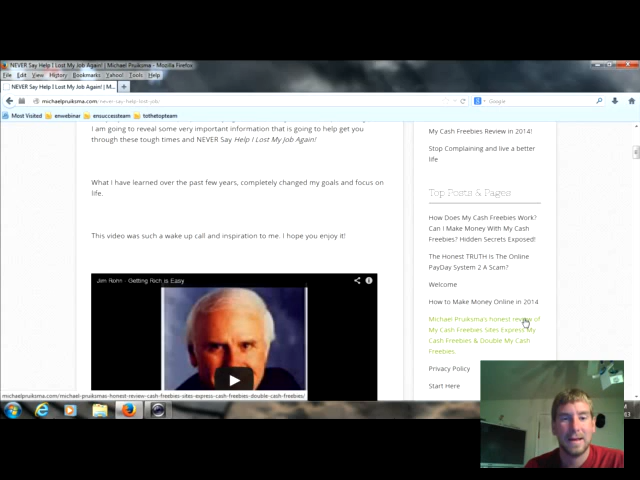 NEVER Say Help I Lost My Job Again! | Michael Pruiksma - Mozilla Firefox
File Edit View History Bookmarks Yahoo Tools Help
NEVER Say Help I Lost My Job Again! | M...
michaelpruiksma.com/never-say-help-lost-job/
Google
Most Visited enwebinar ensuccessteam tothetopteam
I am going to reveal some very important information that is going to help get you
through these tough times and NEVER Say Help I Lost My Job Again!
What I have learned over the past few years, completely changed my goals and focus on
life.
This video was such a wake up call and inspiration to me. I hope you enjoy it!
Jim Rohn - Getting Rich is Easy
My Cash Freebies Review in 2014!
Stop Complaining and live a better
life
Top Posts & Pages
How Does My Cash Freebies Work?
Can I Make Money With My Cash
Freebies? Hidden Secrets Exposed!
The Honest TRUTH Is The Online
PayDay System 2 A Scam?
Welcome
How to Make Money Online in 2014
Michael Pruiksma's honest review of
My Cash Freebies Sites Express My
Cash Freebies & Double My Cash
Freebies.
Privacy Policy
Start Here
michaelpruiksma.com/michael-pruiksmas-honest-review-cash-freebies-sites-express-cash-freebies-double-cash-freebies/